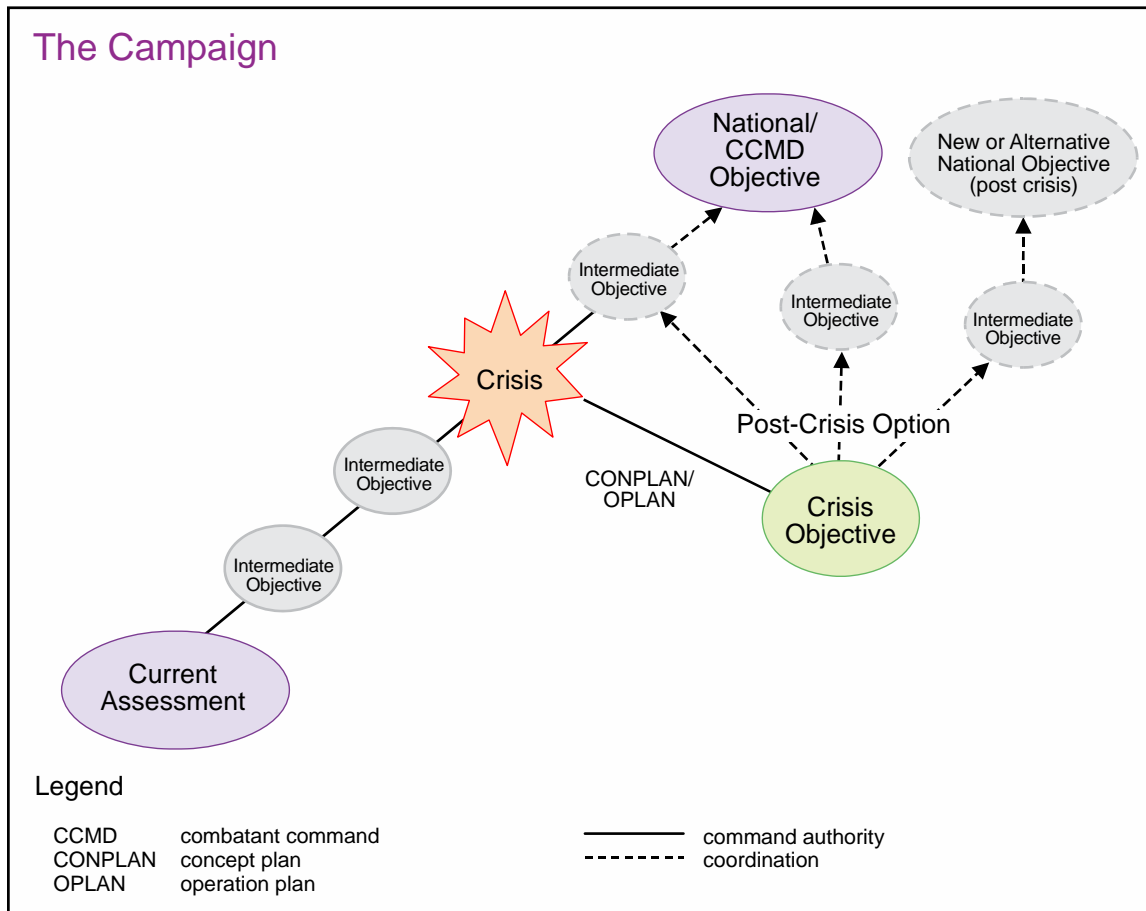 The Campaign
National/
CCMD
Objective
New or Alternative
National Objective
(post crisis)
Intermediate
Objective
Intermediate
Objective
Intermediate
Objective
Crisis
Post-Crisis Option
Intermediate
Objective
CONPLAN/
OPLAN
Crisis
Objective
Intermediate
Objective
Current
Assessment
Legend
CCMD combatant command
CONPLAN concept plan
OPLAN operation plan
command authority
coordination